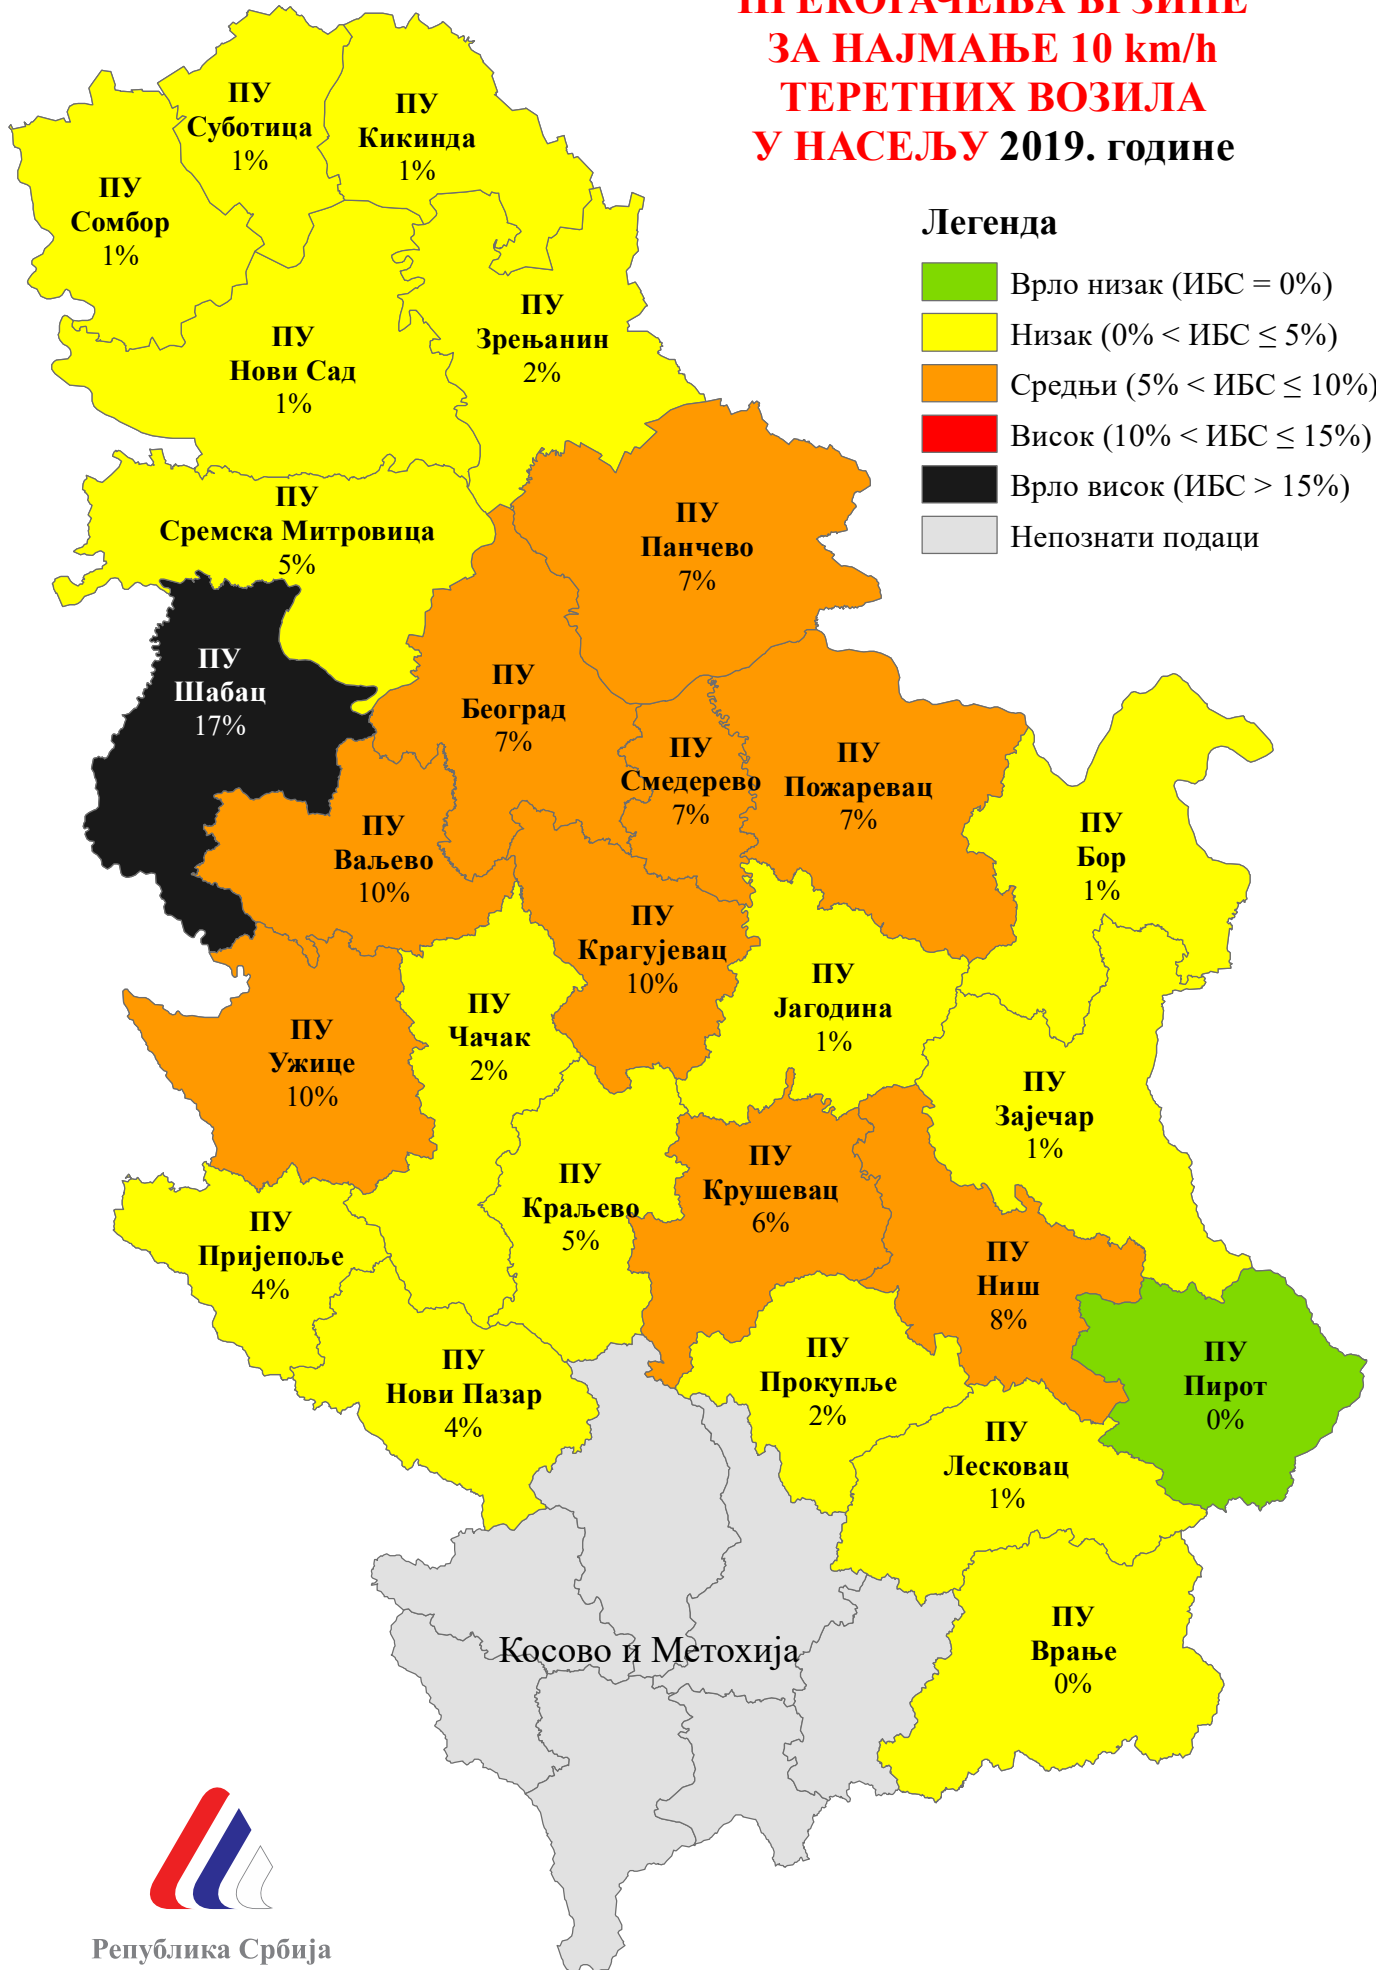 ПРЕКОРАЧЕЊА БРЗИНЕ
ЗА НАЈМАЊЕ 10 km/h
ТЕРЕТНИХ ВОЗИЛА
У НАСЕЉУ 2019. године
Легенда
Врло низак (ИБС = 0%)
Низак (0% < ИБС ≤ 5%)
Средњи (5% < ИБС ≤ 10%)
Висок (10% < ИБС ≤ 15%)
Врло висок (ИБС > 15%)
Непознати подаци
ПУ
Суботица
1%
ПУ
Кикинда
1%
ПУ
Сомбор
1%
ПУ
Зрењанин
2%
ПУ
Нови Сад
1%
ПУ
Сремска Митровица
5%
ПУ
Панчево
7%
ПУ
Шабац
17%
ПУ
Београд
7%
ПУ
Смедерево
7%
ПУ
Пожаревац
7%
ПУ
Ваљево
10%
ПУ
Бор
1%
ПУ
Крагујевац
10%
ПУ
Јагодина
1%
ПУ
Чачак
2%
ПУ
Ужице
10%
ПУ
Зајечар
1%
ПУ
Крушевац
6%
ПУ
Краљево
5%
ПУ
Пријепоље
4%
ПУ
Ниш
8%
ПУ
Прокупље
2%
ПУ
Пирот
0%
ПУ
Нови Пазар
4%
ПУ
Лесковац
1%
ПУ
Врање
0%
Косово и Метохија
Република Србија